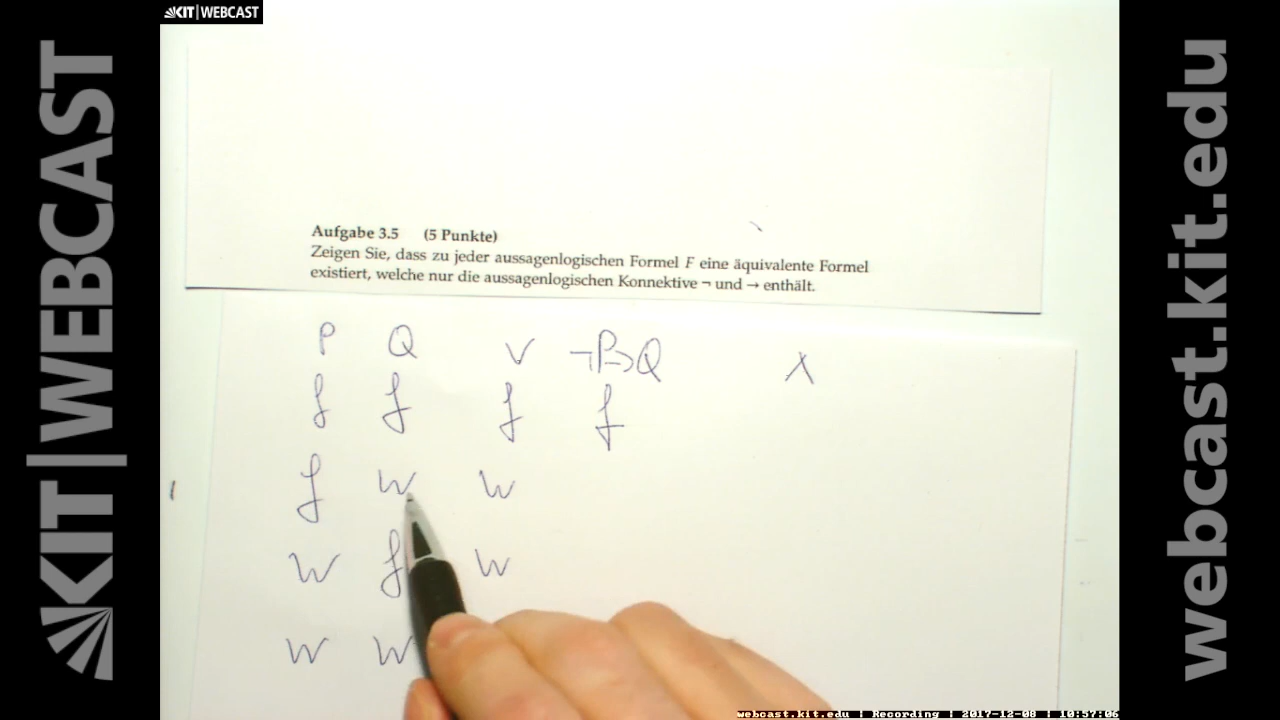 KIT|WEBCAST
KIT|WEBCAST
webcast.kit.edu
Aufgabe 3.5 (5 Punkte)
Zeigen Sie, dass zu jeder aussagenlogischen Formel F eine äquivalente Formel
existiert, welche nur die aussagenlogischen Konnektive ¬ und → enthält.
P Q ∨ ¬P→Q ∧
f f f f
f w w
w f w
w w
webcast.kit.edu | Recording | 2017-12-08 | 10:57:06